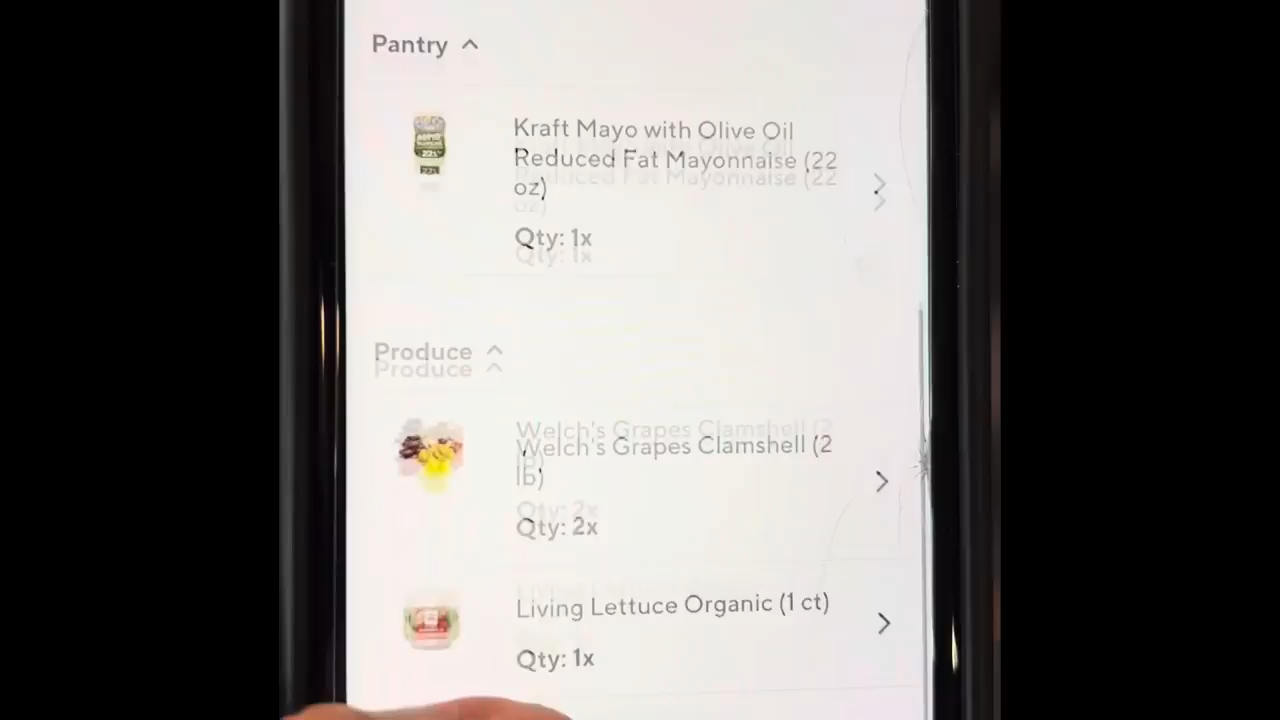 Pantry
Kraft Mayo with Olive Oil
Reduced Fat Mayonnaise (22
oz)
Qty: 1x
Produce
Welch's Grapes Clamshell (2
lb)
Qty: 2x
Living Lettuce Organic (1 ct)
Qty: 1x